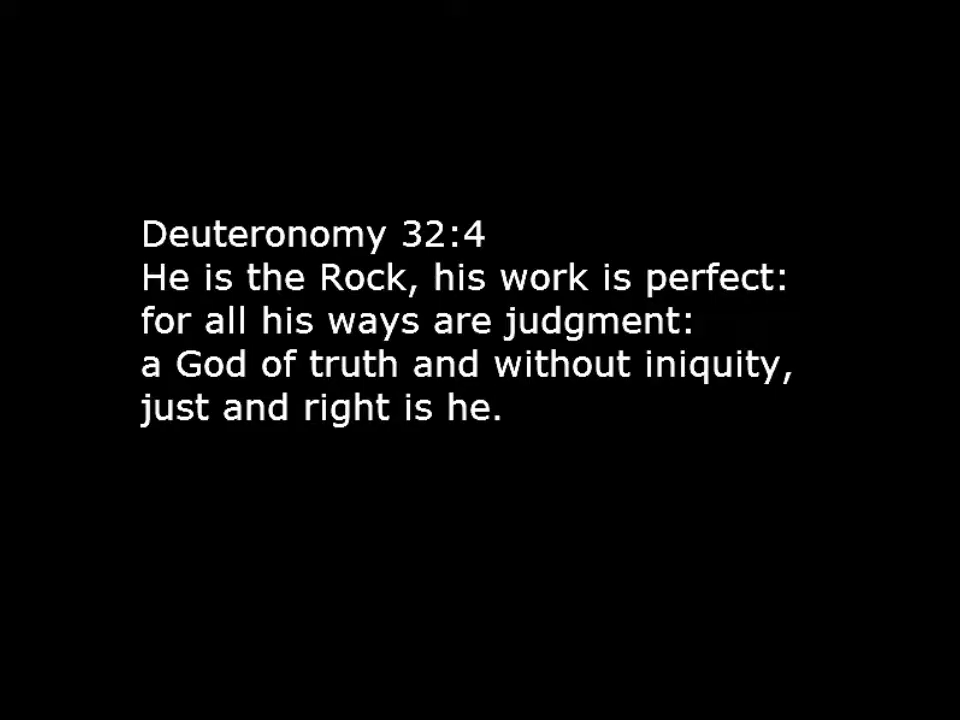 Deuteronomy 32:4
He is the Rock, his work is perfect:
for all his ways are judgment:
a God of truth and without iniquity,
just and right is he.